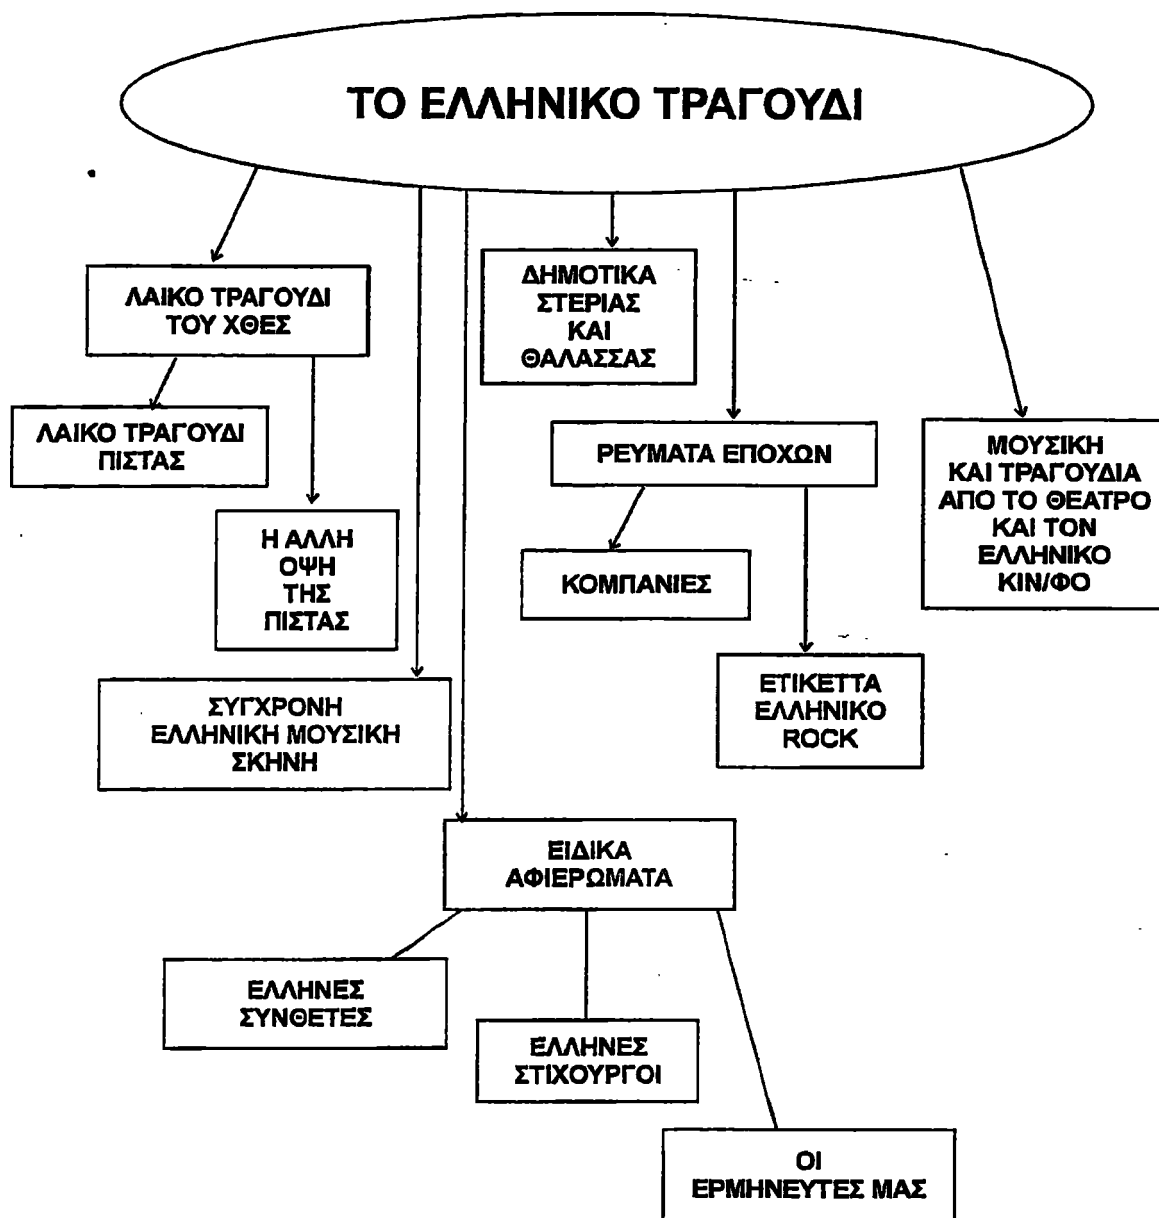 ΤΟ ΕΛΛΗΝΙΚΟ ΤΡΑΓΟΥΔΙ
ΛΑΙΚΟ ΤΡΑΓΟΥΔΙ
ΤΟΥ ΧΘΕΣ
ΔΗΜΟΤΙΚΑ
ΣΤΕΡΙΑΣ
ΚΑΙ
ΘΑΛΑΣΣΑΣ
ΛΑΙΚΟ ΤΡΑΓΟΥΔΙ
ΠΙΣΤΑΣ
ΡΕΥΜΑΤΑ ΕΠΟΧΩΝ
ΜΟΥΣΙΚΗ
ΚΑΙ ΤΡΑΓΟΥΔΙΑ
ΑΠΟ ΤΟ ΘΕΑΤΡΟ
ΚΑΙ ΤΟΝ
ΕΛΛΗΝΙΚΟ
ΚΙΝ/ΦΟ
Η ΑΛΛΗ
ΟΨΗ
ΤΗΣ
ΠΙΣΤΑΣ
ΚΟΜΠΑΝΙΕΣ
ΕΤΙΚΕΤΤΑ
ΕΛΛΗΝΙΚΟ
ROCK
ΣΥΓΧΡΟΝΗ
ΕΛΛΗΝΙΚΗ ΜΟΥΣΙΚΗ
ΣΚΗΝΗ
ΕΙΔΙΚΑ
ΑΦΙΕΡΩΜΑΤΑ
ΕΛΛΗΝΕΣ
ΣΥΝΘΕΤΕΣ
ΕΛΛΗΝΕΣ
ΣΤΙΧΟΥΡΓΟΙ
ΟΙ
ΕΡΜΗΝΕΥΤΕΣ ΜΑΣ